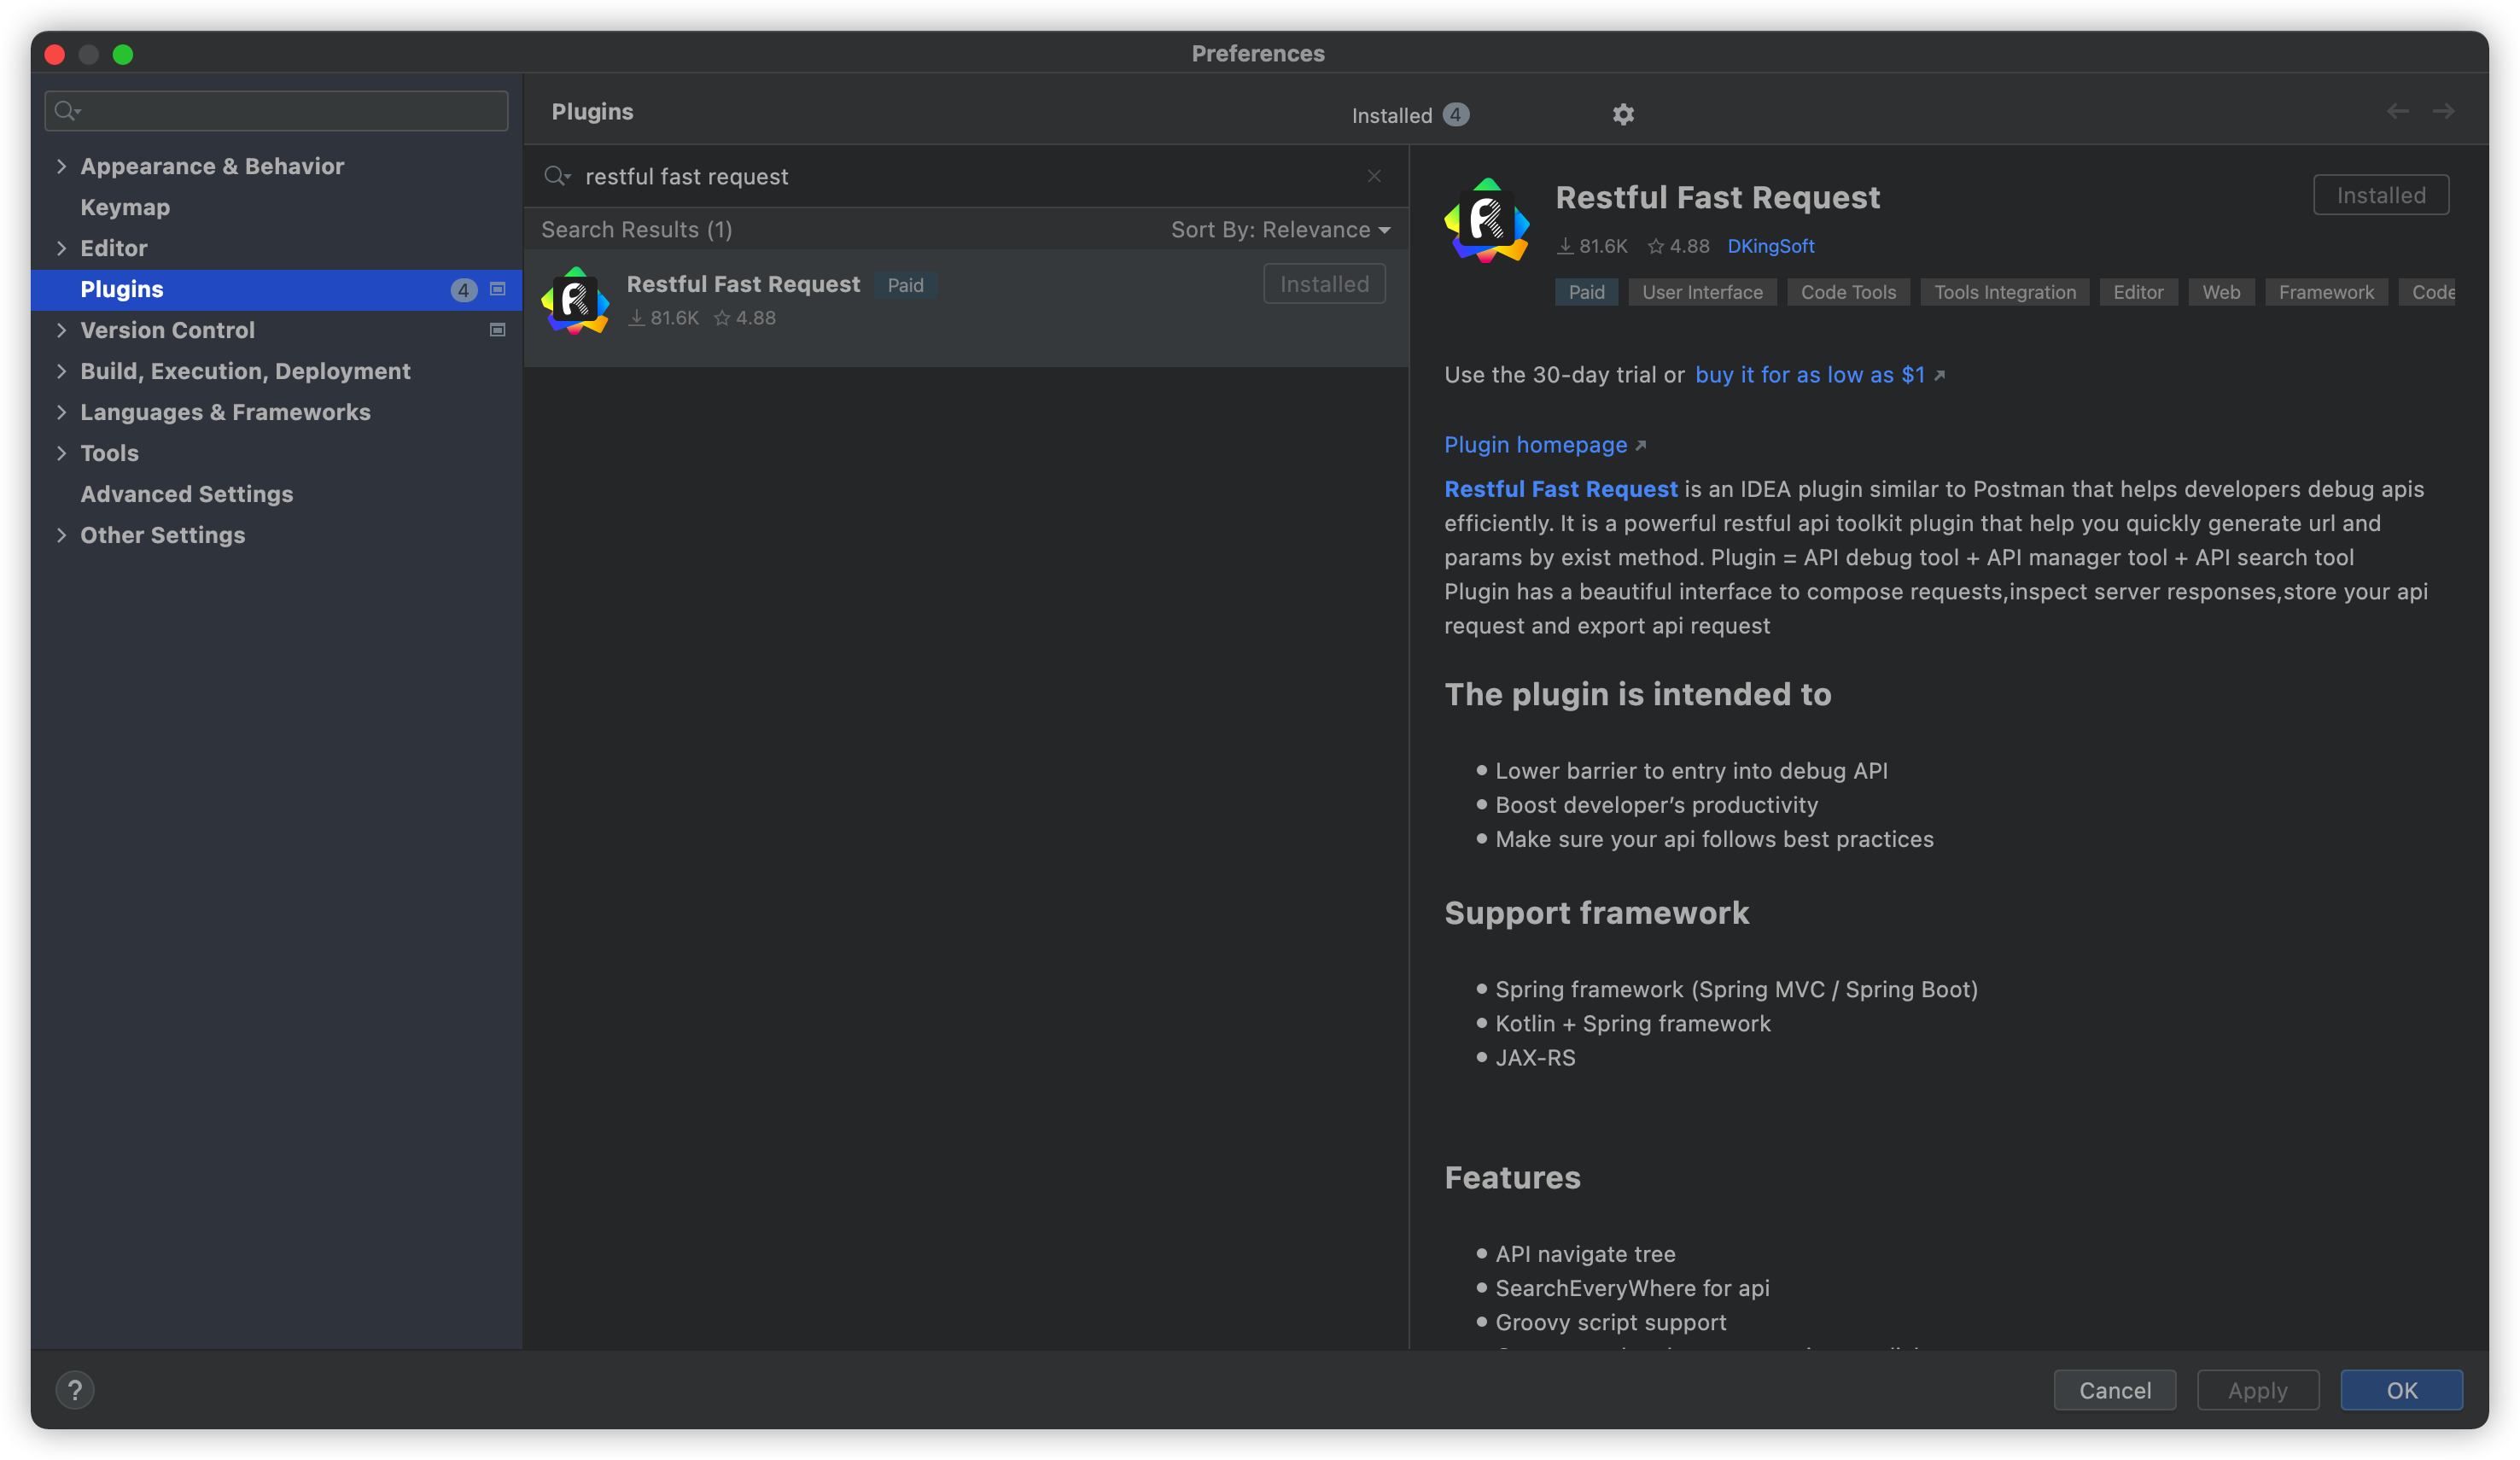 Preferences
Appearance & Behavior
Keymap
Editor
Plugins
4
Version Control
Build, Execution, Deployment
Languages & Frameworks
Tools
Advanced Settings
Other Settings
Plugins
Installed 4
restful fast request
Search Results (1)
Sort By: Relevance
Restful Fast Request Paid
Installed
81.6K 4.88
Restful Fast Request
Installed
81.6K 4.88 DKingSoft
Paid User Interface Code Tools Tools Integration Editor Web Framework Code
Use the 30-day trial or buy it for as low as $1
Plugin homepage
Restful Fast Request is an IDEA plugin similar to Postman that helps developers debug apis
efficiently. It is a powerful restful api toolkit plugin that help you quickly generate url and
params by exist method. Plugin = API debug tool + API manager tool + API search tool
Plugin has a beautiful interface to compose requests,inspect server responses,store your api
request and export api request
The plugin is intended to
Lower barrier to entry into debug API
Boost developer’s productivity
Make sure your api follows best practices
Support framework
Spring framework (Spring MVC / Spring Boot)
Kotlin + Spring framework
JAX-RS
Features
API navigate tree
SearchEveryWhere for api
Groovy script support
?
Cancel
Apply
OK